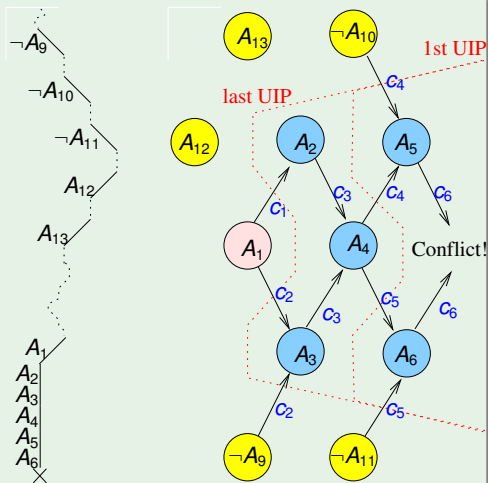 ¬A9
¬A10
¬A11
A12
A13
A1
A2
A3
A4
A5
A6
A13
¬A10
1st UIP
last UIP
c4
A12
A2
A5
c1
c3
c4
c6
A1
A4
Conflict!
c2
c3
c5
c6
A3
A6
c2
c5
¬A9
¬A11